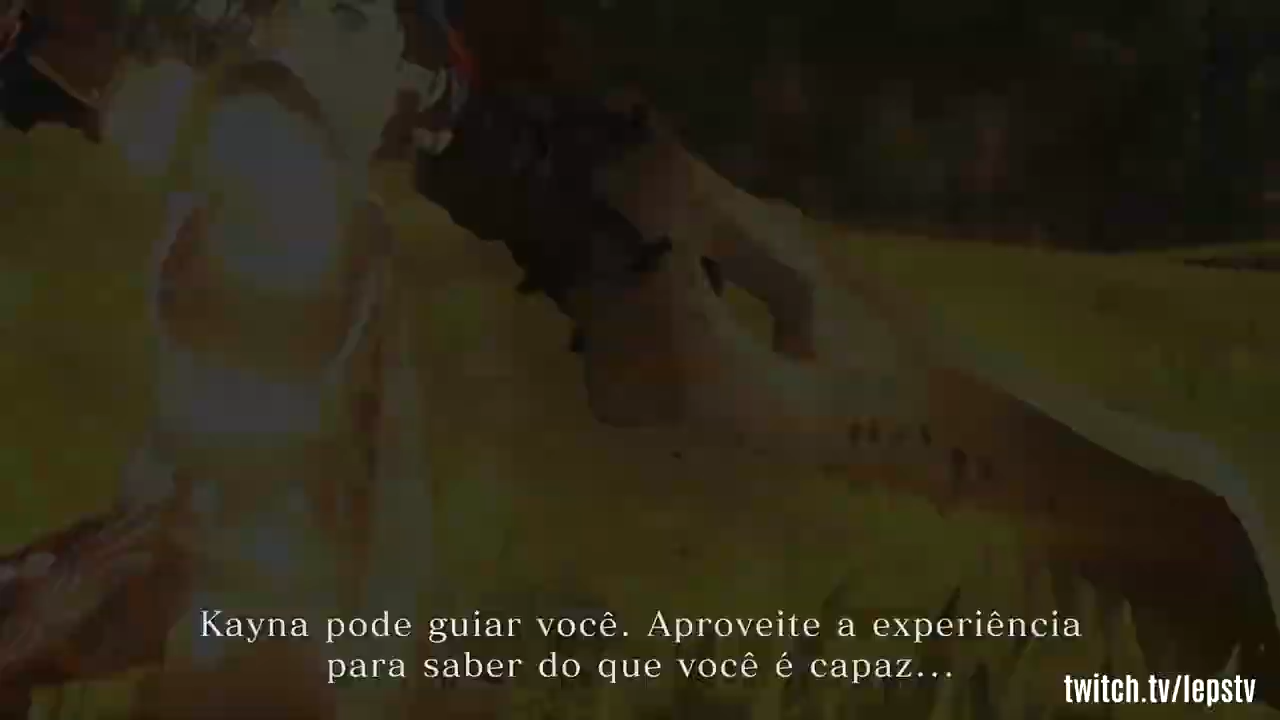 Kayna pode guiar você. Aproveite a experiência
para saber do que você é capaz...
twitch.tv/lepstv